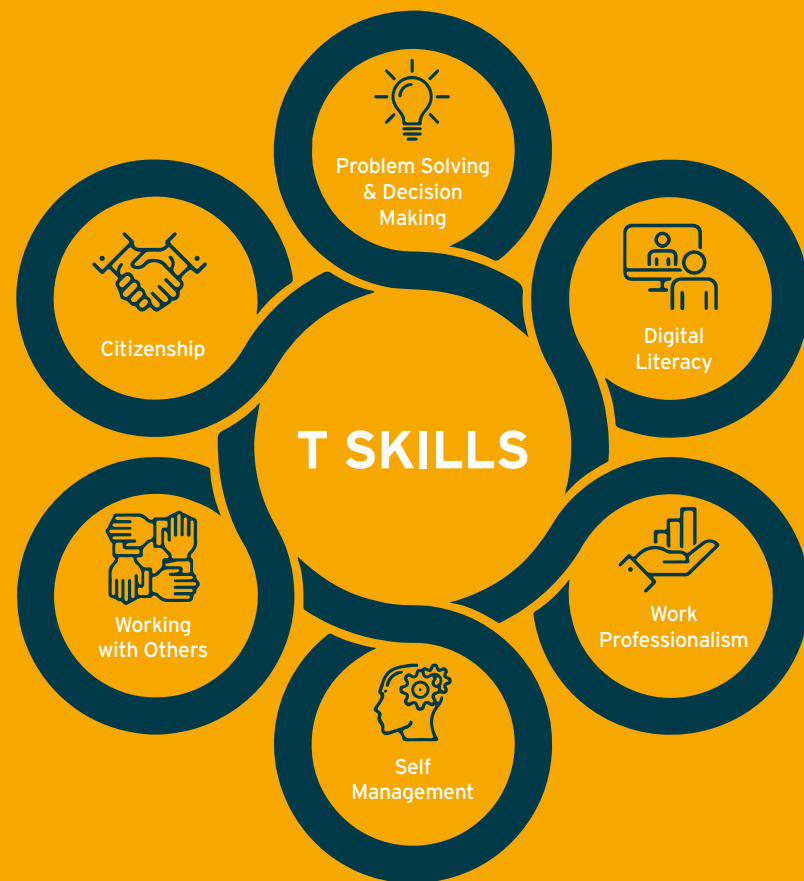 Problem Solving
& Decision
Making
Digital
Literacy
Work
Professionalism
Self
Management
Working
with Others
Citizenship
T SKILLS